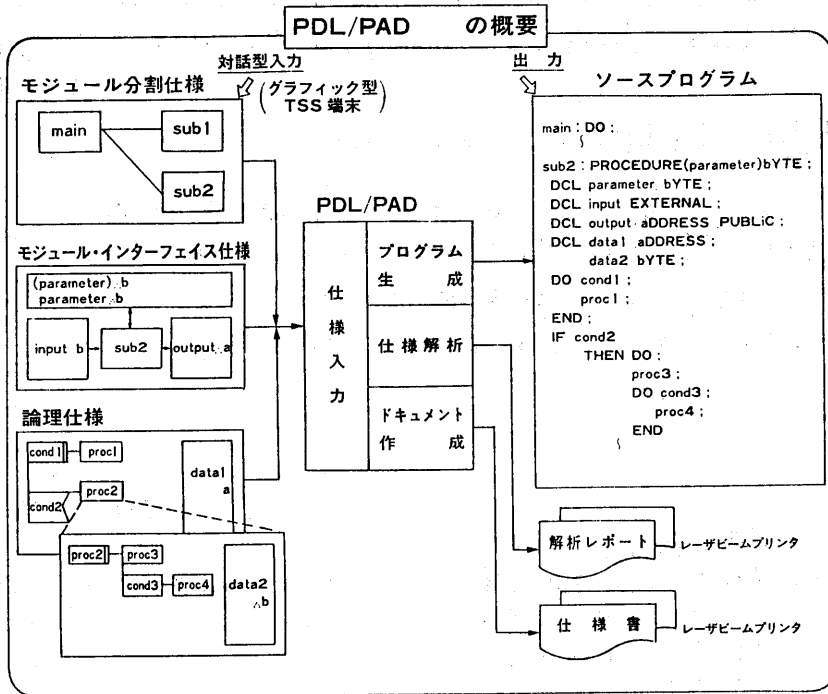 PDL/PAD の概要
対話型入力
(グラフィック型
TSS 端末)
出力
モジュール分割仕様
main
sub1
sub2
モジュール・インターフェイス仕様
(parameter) b
parameter b
input b
sub2
output a
論理仕様
cond1
proc1
cond2
proc2
data1
a
proc2
proc3
cond3
proc4
data2
b
PDL/PAD
仕様入力
プログラム
生成
仕様解析
ドキュメント
作成
ソースプログラム
main : DO ;
sub2 : PROCEDURE(parameter)bYTE ;
DCL parameter bYTE ;
DCL input EXTERNAL ;
DCL output aDDRESS PUBLiC ;
DCL data1 aDDRESS ;
data2 bYTE ;
DO cond1 ;
proc1 ;
END ;
IF cond2
THEN DO ;
proc3 ;
DO cond3 ;
proc4 ;
END
解析レポート
レーザビームプリンタ
仕様書
レーザビームプリンタ